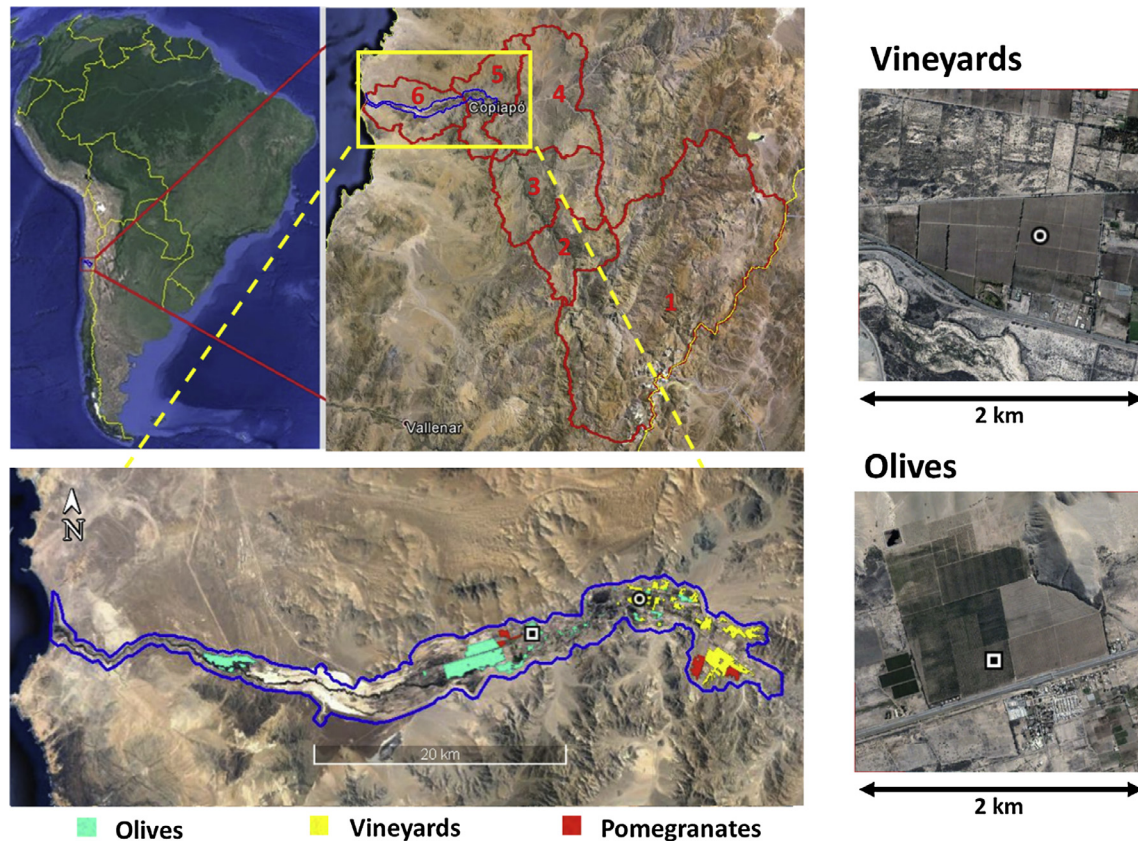 5
4
6
Copiapó
3
2
1
Vallenar
Vineyards
2 km
N
20 km
Olives
2 km
Olives
Vineyards
Pomegranates